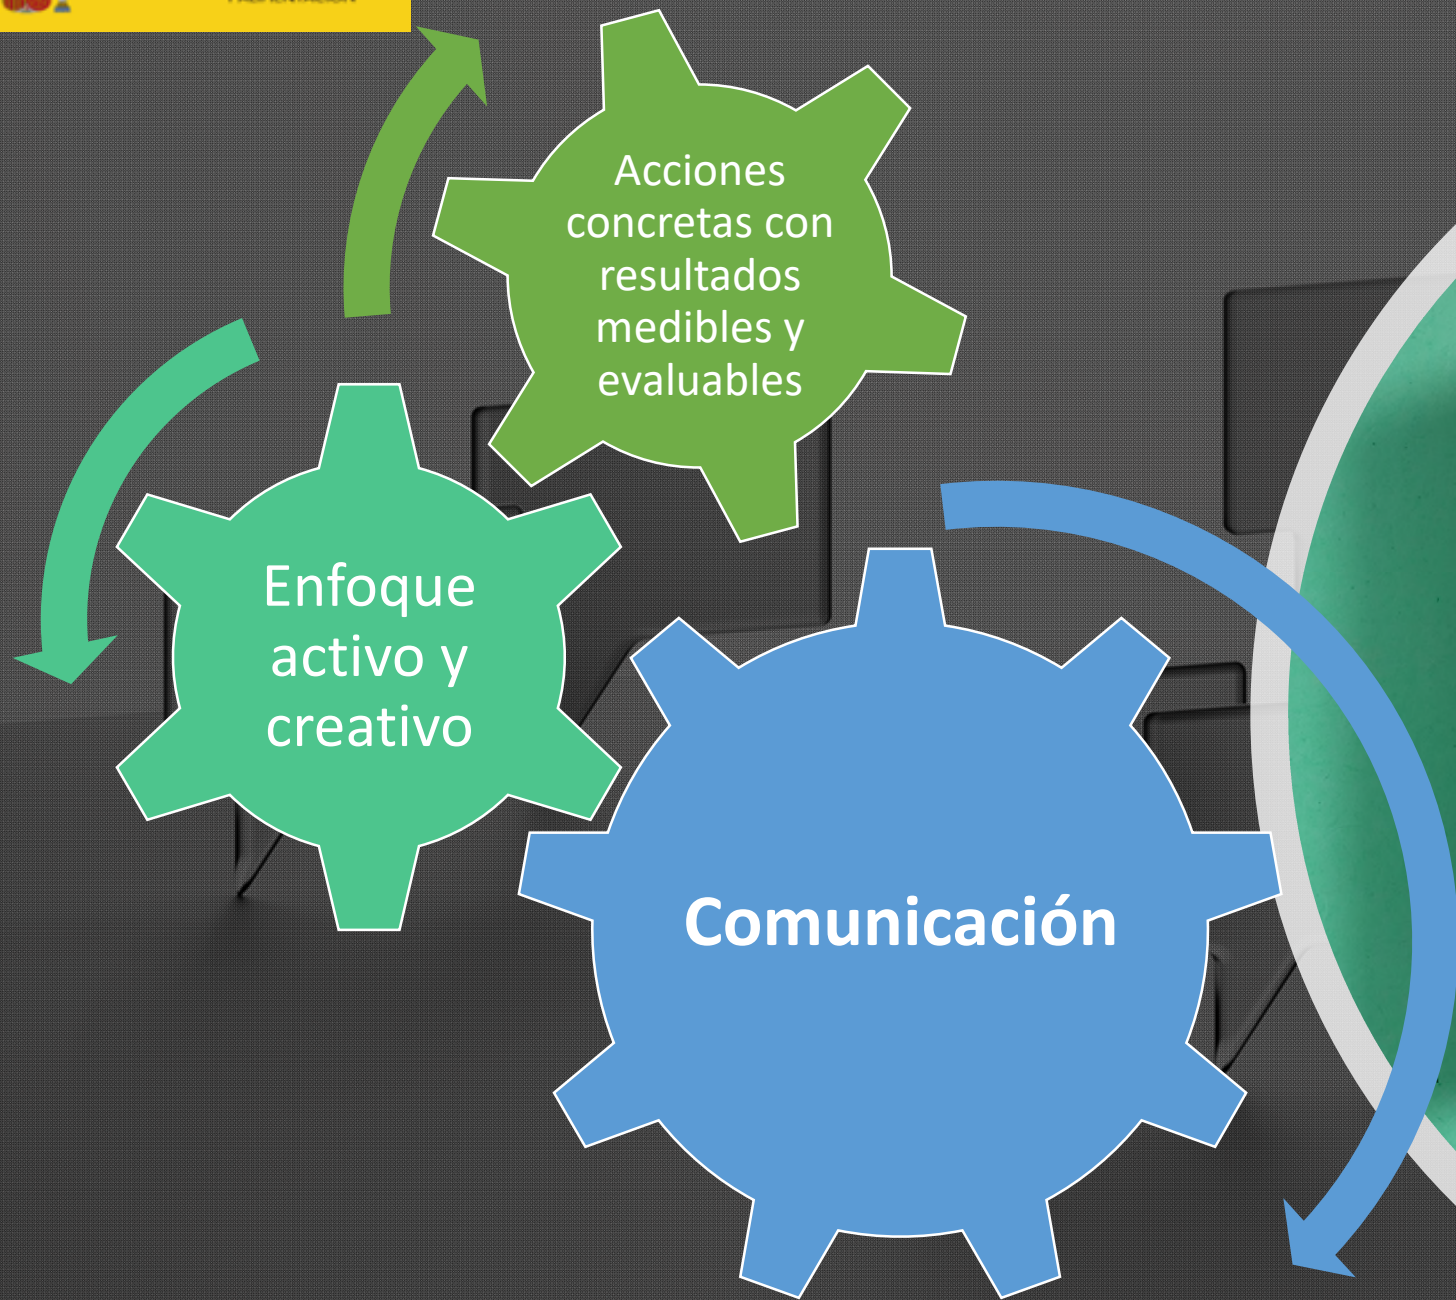 Acciones
concretas con
resultados
medibles y
evaluables
Enfoque
activo y
creativo
Comunicación